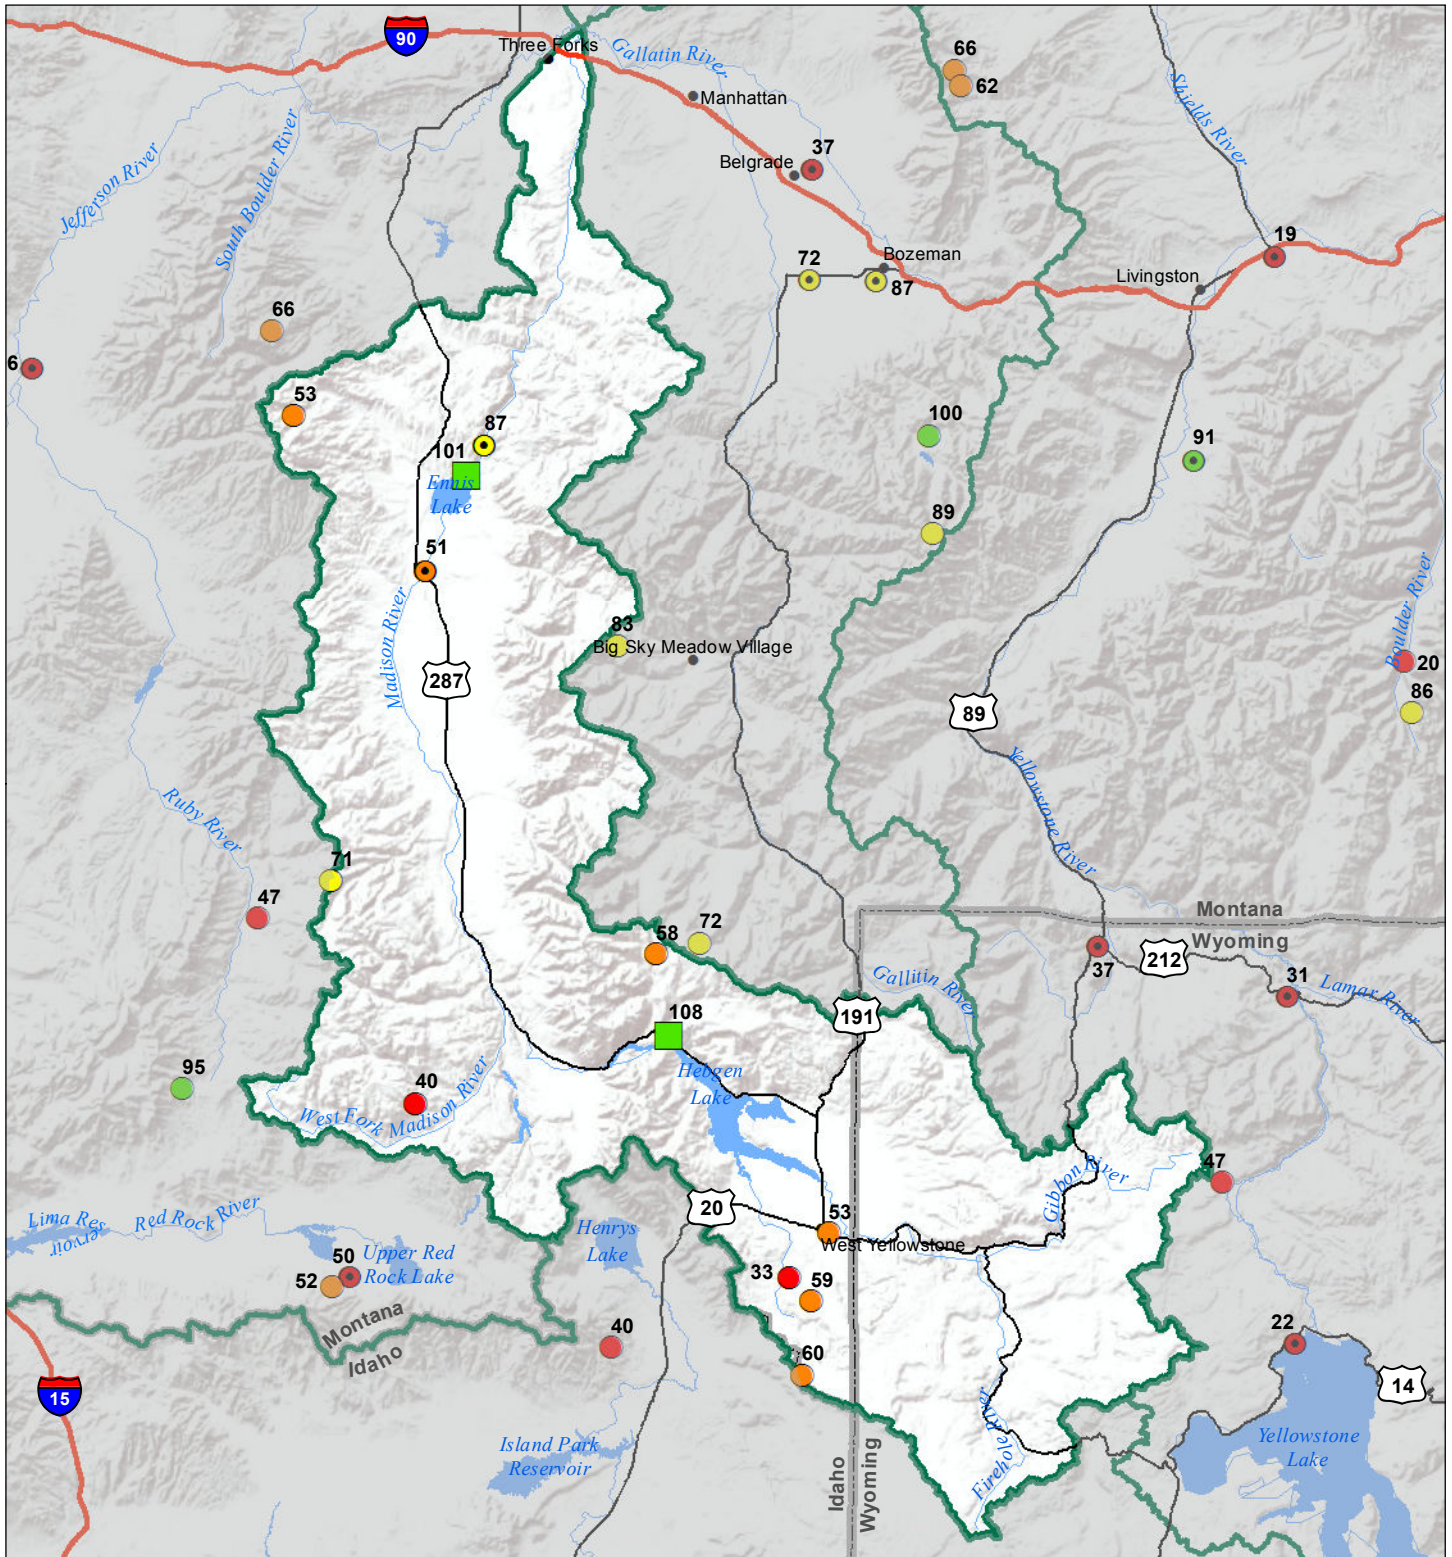 90
Three Forks
Gallatin River
66
62
Manhattan
Shields River
Jefferson River
South Boulder River
Belgrade
37
19
72
Bozeman
87
Livingston
66
6
53
87
101
Ennis
Lake
100
91
89
51
Madison River
83
Big Sky Meadow Village
Boulder River
20
86
287
89
Yellowstone River
Ruby River
71
47
58
72
Montana
Wyoming
37
212
31
Gallitin River
Lamar River
191
108
Hebgen
Lake
95
40
West Fork Madison River
Gibbon River
47
20
53
West Yellowstone
Lima Reservoir
Red Rock River
Henrys
Lake
50
Upper Red
Rock Lake
52
33
59
Montana
Idaho
40
60
22
15
14
Island Park
Reservoir
Firehole River
Yellowstone
Lake
Idaho
Wyoming